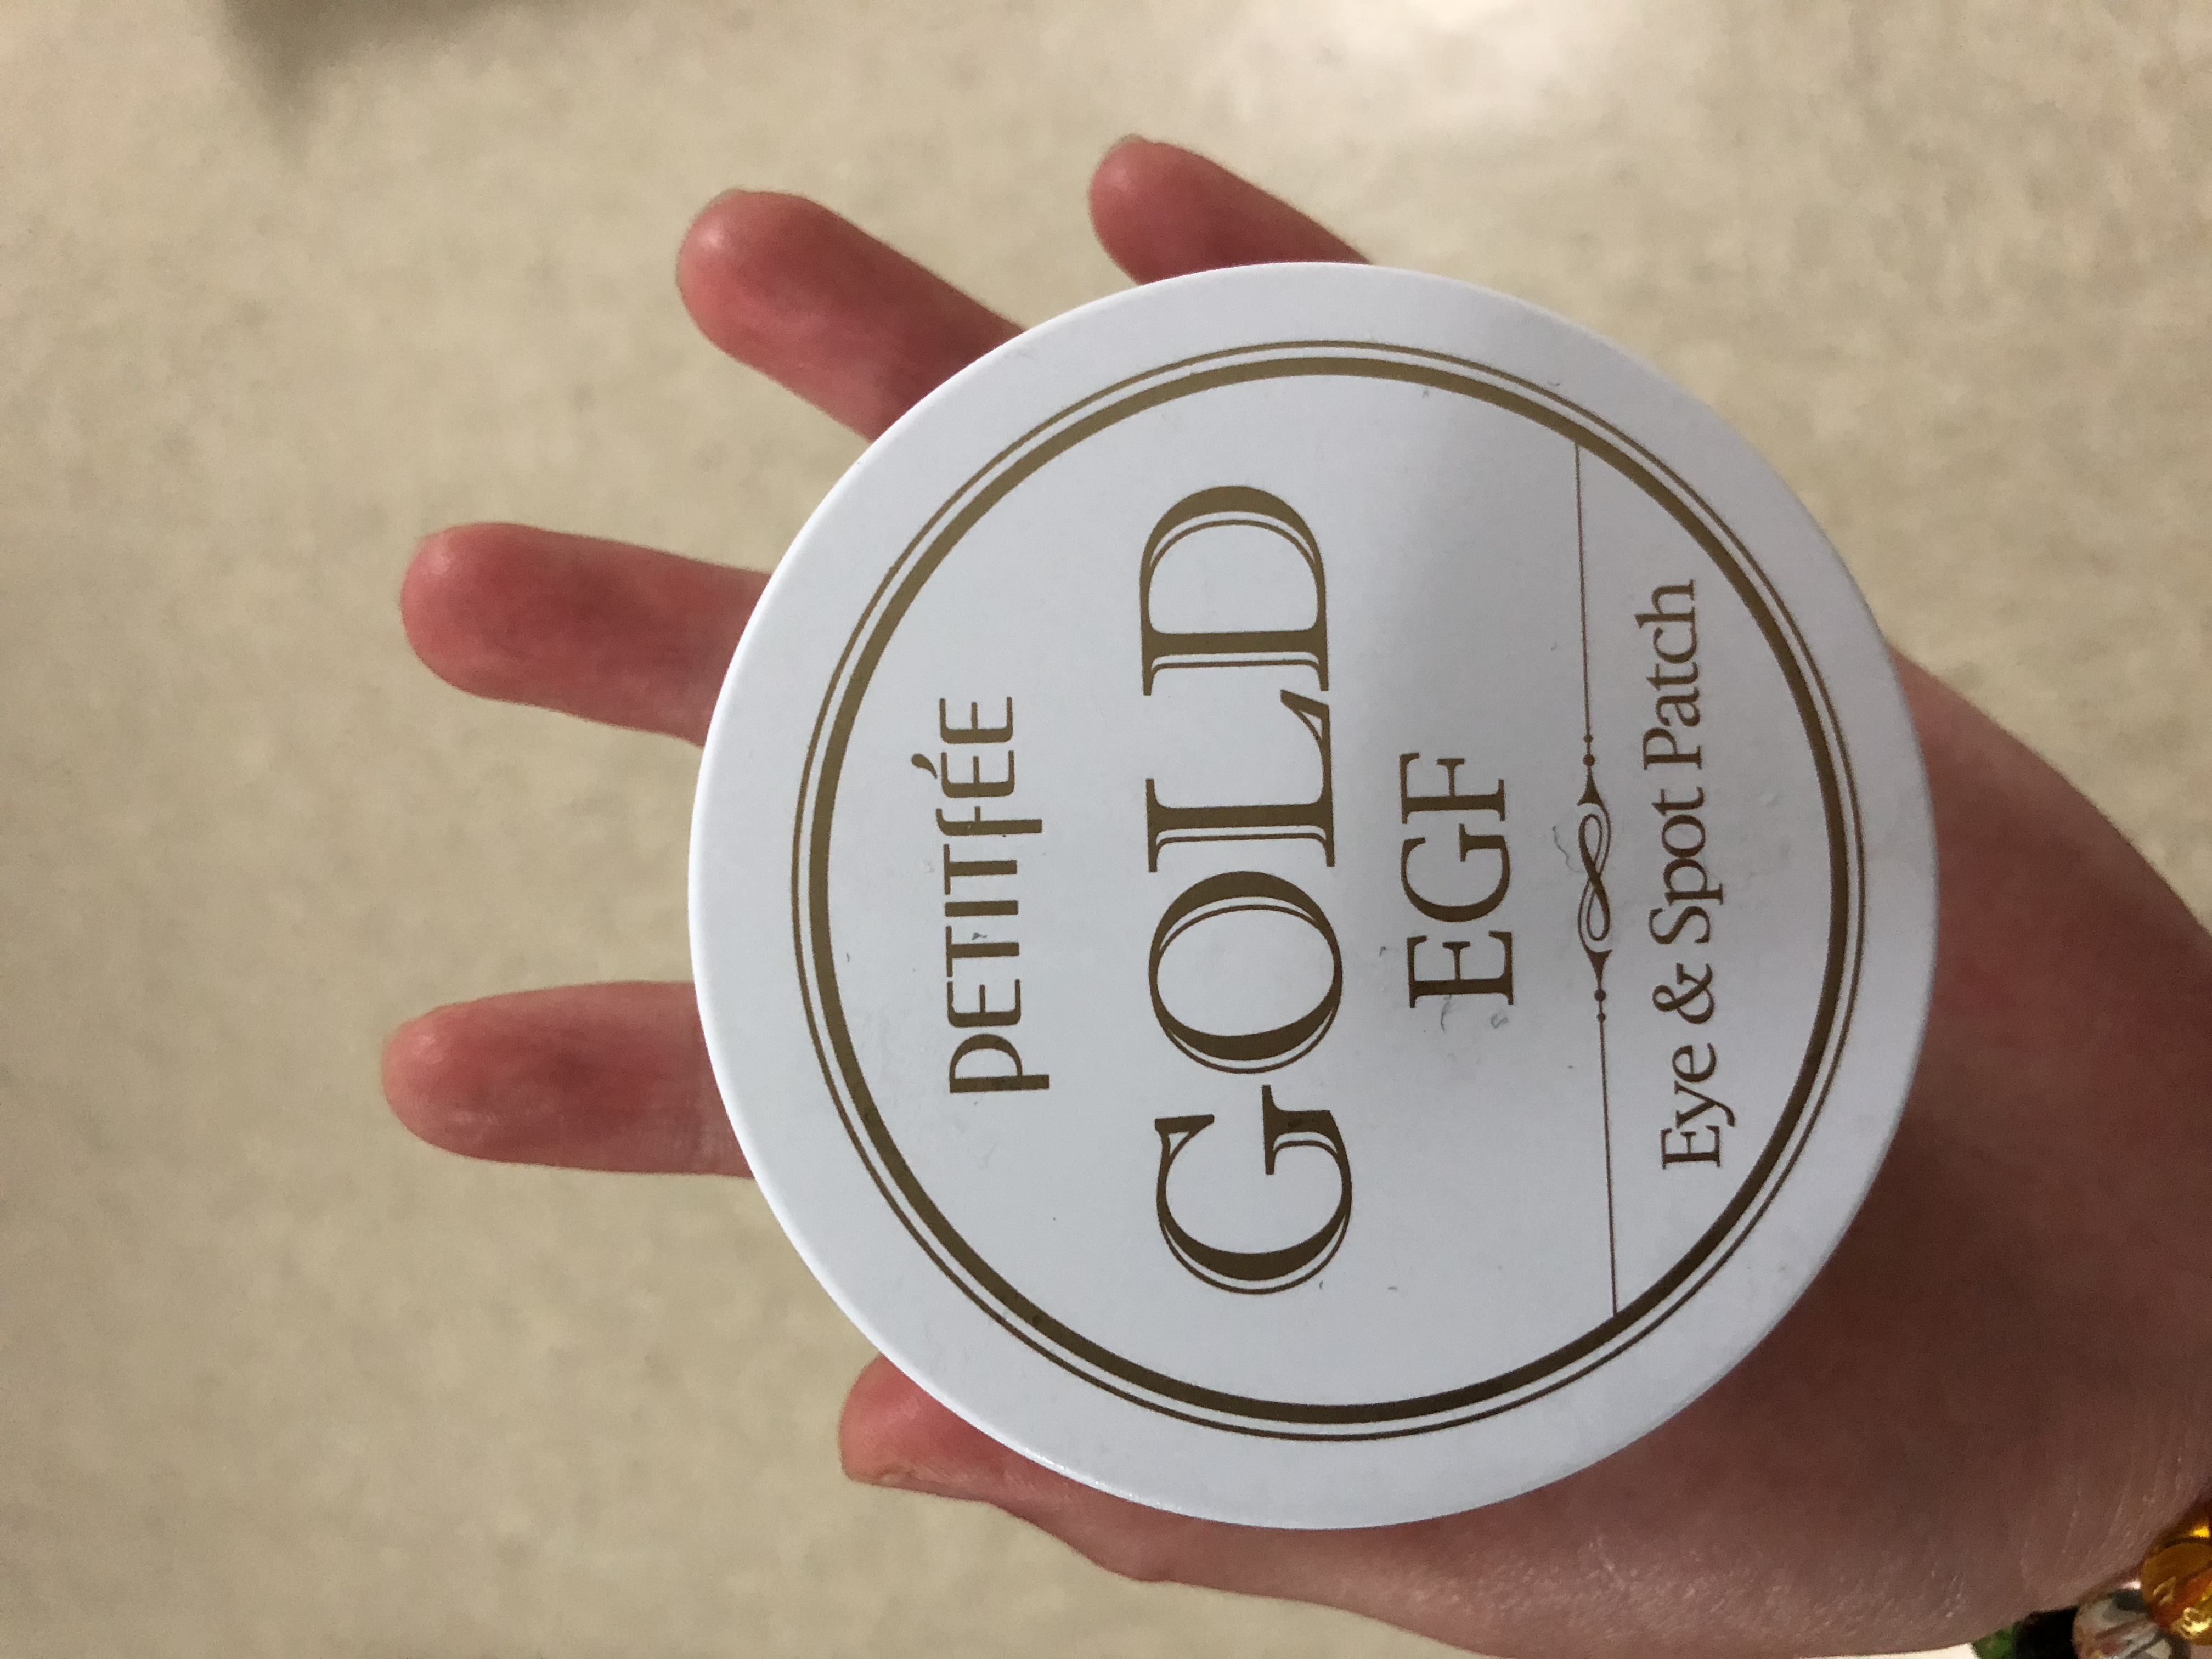 PETITFÉE
GOLD
EGF
Eye & Spot Patch